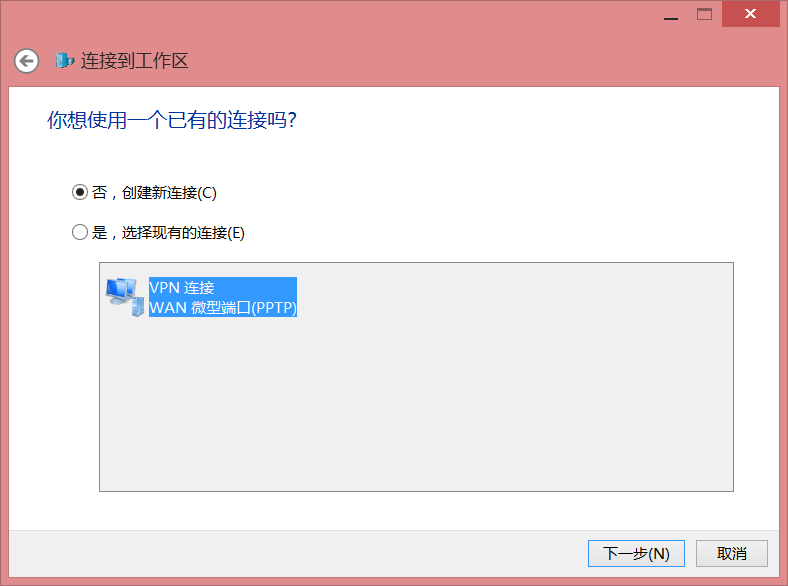 连接到工作区
你想使用一个已有的连接吗?
否，创建新连接(C)
是，选择现有的连接(E)
VPN 连接
WAN 微型端口(PPTP)
下一步(N)
取消